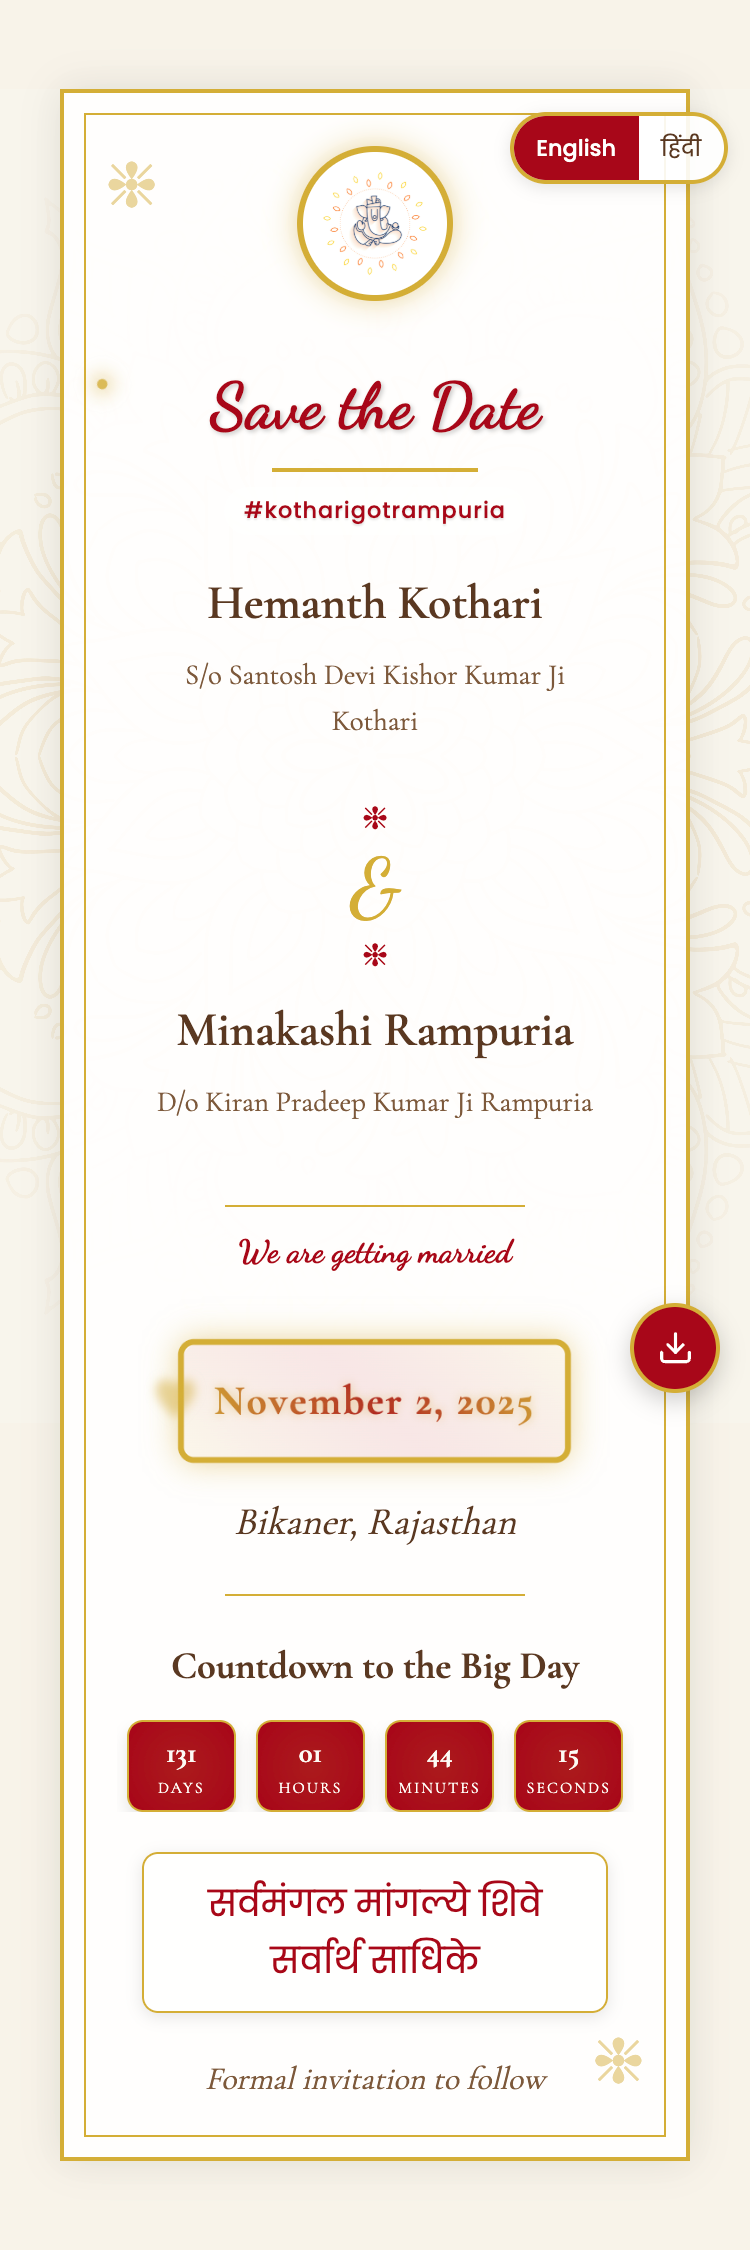 English हिंदी
Save the Date
#kotharigotrampuria
Hemanth Kothari
S/o Santosh Devi Kishor Kumar Ji
Kothari
&
Minakashi Rampuria
D/o Kiran Pradeep Kumar Ji Rampuria
We are getting married
November 2, 2025
Bikaner, Rajasthan
Countdown to the Big Day
131 01 44 15
DAYS HOURS MINUTES SECONDS
सर्वमंगल मांगल्ये शिवे
सर्वार्थ साधिके
Formal invitation to follow